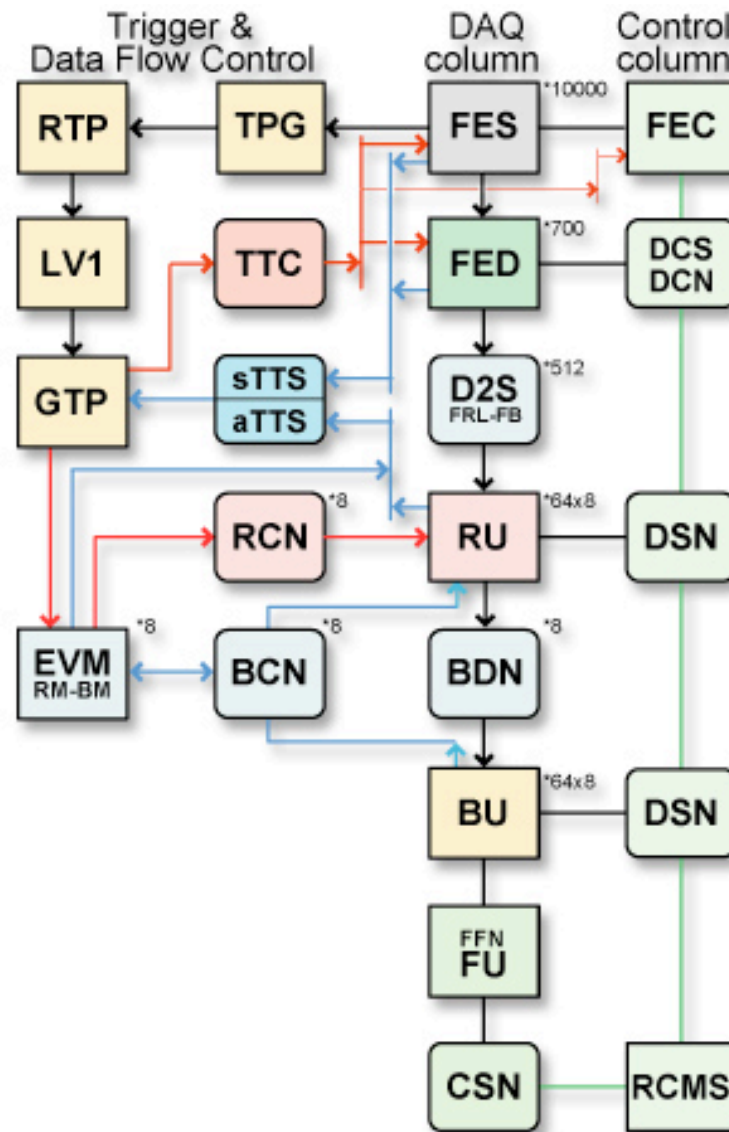 Trigger &
Data Flow Control
DAQ
column
Control
column
RTP
TPG
FES
*10000
FEC
LV1
TTC
FED
*700
DCS
DCN
GTP
sTTS
aTTS
D2S
FRL-FB
*512
RCN
*8
RU
*64x8
DSN
EVM
RM-BM
*8
BCN
*8
BDN
*8
BU
*64x8
DSN
FFN
FU
CSN
RCMS